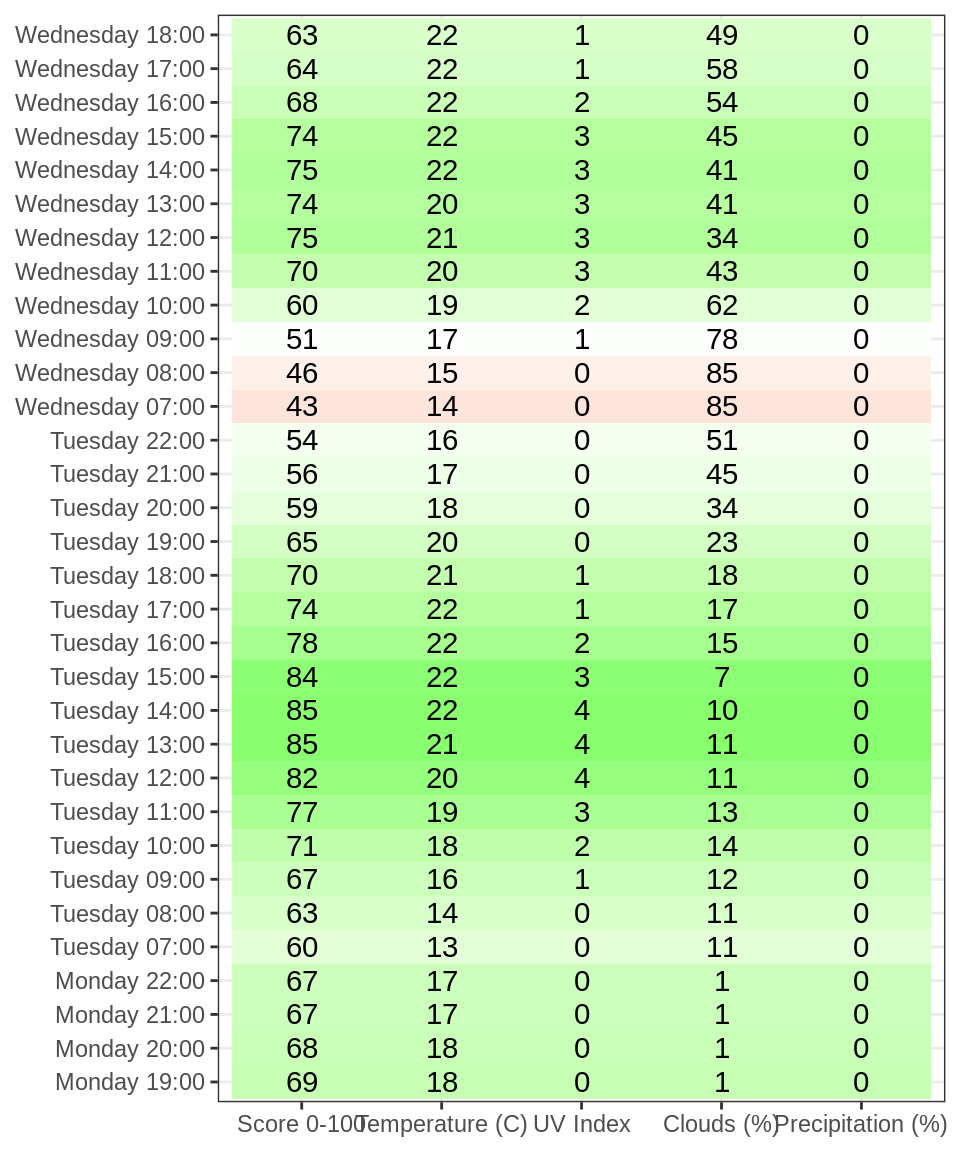 Wednesday 18:00 63 22 1 49 0
Wednesday 17:00 64 22 1 58 0
Wednesday 16:00 68 22 2 54 0
Wednesday 15:00 74 22 3 45 0
Wednesday 14:00 75 22 3 41 0
Wednesday 13:00 74 20 3 41 0
Wednesday 12:00 75 21 3 34 0
Wednesday 11:00 70 20 3 43 0
Wednesday 10:00 60 19 2 62 0
Wednesday 09:00 51 17 1 78 0
Wednesday 08:00 46 15 0 85 0
Wednesday 07:00 43 14 0 85 0
Tuesday 22:00 54 16 0 51 0
Tuesday 21:00 56 17 0 45 0
Tuesday 20:00 59 18 0 34 0
Tuesday 19:00 65 20 0 23 0
Tuesday 18:00 70 21 1 18 0
Tuesday 17:00 74 22 1 17 0
Tuesday 16:00 78 22 2 15 0
Tuesday 15:00 84 22 3 7 0
Tuesday 14:00 85 22 4 10 0
Tuesday 13:00 85 21 4 11 0
Tuesday 12:00 82 20 4 11 0
Tuesday 11:00 77 19 3 13 0
Tuesday 10:00 71 18 2 14 0
Tuesday 09:00 67 16 1 12 0
Tuesday 08:00 63 14 0 11 0
Tuesday 07:00 60 13 0 11 0
Monday 22:00 67 17 0 1 0
Monday 21:00 67 17 0 1 0
Monday 20:00 68 18 0 1 0
Monday 19:00 69 18 0 1 0
Score 0-100 Temperature (C) UV Index Clouds (%) Precipitation (%)